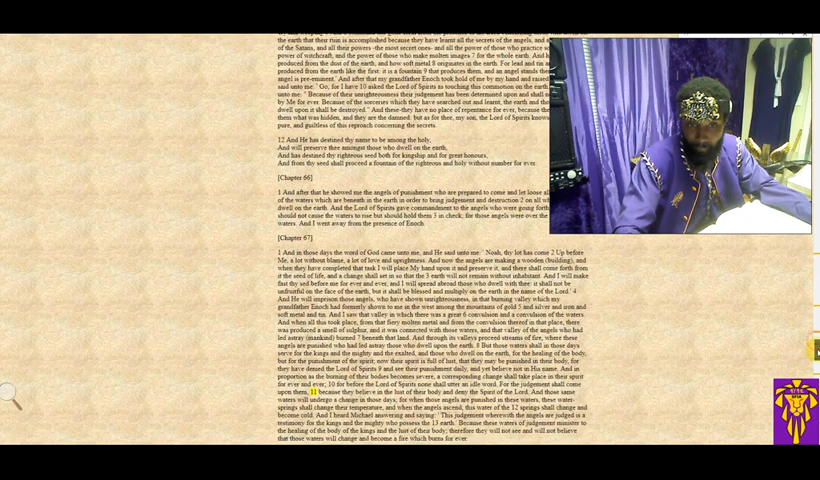 the earth that their ruin is accomplished because they have learnt all the secrets of the angels, and
of the Satans, and all their powers -the most secret ones- and all the power of those who practice
power of witchcraft, and the power of those who make molten images 7 for the whole earth. And
produced from the dust of the earth, and how soft metal 8 originates in the earth. For lead and tin
produced from the earth like the first: it is a fountain 9 that produces them, and an angel stands
angel is pre-eminent.' And after that my grandfather Enoch took hold of me by my hand and raised
said unto me: ' Go, for I have 10 asked the Lord of Spirits as touching this commotion on the earth.
unto me: " Because of their unrighteousness their judgement has been determined upon and shall
by Me for ever. Because of the sorceries which they have searched out and learnt, the earth and
dwell upon it shall be destroyed." And these-they have no place of repentance for ever, because
them what was hidden, and they are the damned: but as for thee, my son, the Lord of Spirits knows
pure, and guiltless of this reproach concerning the secrets.
12 And He has destined thy name to be among the holy,
And will preserve thee amongst those who dwell on the earth,
And has destined thy righteous seed both for kingship and for great honours,
And from thy seed shall proceed a fountain of the righteous and holy without number for ever.
[Chapter 66]
1 And after that he showed me the angels of punishment who are prepared to come and let loose
of the waters which are beneath in the earth in order to bring judgement and destruction 2 on all
dwell on the earth. And the Lord of Spirits gave commandment to the angels who were going forth,
should not cause the waters to rise but should hold them 3 in check; for those angels were over the
waters. And I went away from the presence of Enoch.
[Chapter 67]
1 And in those days the word of God came unto me, and He said unto me: ' Noah, thy lot has come 2 Up before
Me, a lot without blame, a lot of love and uprightness. And now the angels are making a wooden (building), and
when they have completed that task I will place My hand upon it and preserve it, and there shall come forth from
it the seed of life, and a change shall set in so that the 3 earth will not remain without inhabitant. And I will make
fast thy sed before me for ever and ever, and I will spread abroad those who dwell with thee: it shall not be
unfruitful on the face of the earth, but it shall be blessed and multiply on the earth in the name of the Lord.' 4
And He will imprison those angels, who have shown unrighteousness, in that burning valley which my
grandfather Enoch had formerly shown to me in the west among the mountains of gold 5 and silver and iron and
soft metal and tin. And I saw that valley in which there was a great 6 convulsion and a convulsion of the waters.
And when all this took place, from that fiery molten metal and from the convulsion thereof in that place, there
was produced a smell of sulphur, and it was connected with those waters, and that valley of the angels who had
led astray (mankind) burned 7 beneath that land. And through its valleys proceed streams of fire, where these
angels are punished who had led astray those who dwell upon the earth. 8 But those waters shall in those days
serve for the kings and the mighty and the exalted, and those who dwell on the earth, for the healing of the body,
but for the punishment of the spirit; now their spirit is full of lust, that they may be punished in their body, for
they have denied the Lord of Spirits 9 and see their punishment daily, and yet believe not in His name. And in
proportion as the burning of their bodies becomes severe, a corresponding change shall take place in their spirit
for ever and ever; 10 for before the Lord of Spirits none shall utter an idle word. For the judgement shall come
upon them, 11 because they believe in the lust of their body and deny the Spirit of the Lord. And those same
waters will undergo a change in those days; for when those angels are punished in these waters, these water-
springs shall change their temperature, and when the angels ascend, this water of the 12 springs shall change and
become cold. And I heard Michael answering and saying: ' This judgement wherewith the angels are judged is a
testimony for the kings and the mighty who possess the 13 earth.' Because these waters of judgement minister to
the healing of the body of the kings and the lust of their body; therefore they will not see and will not believe
that those waters will change and become a fire which burns for ever.